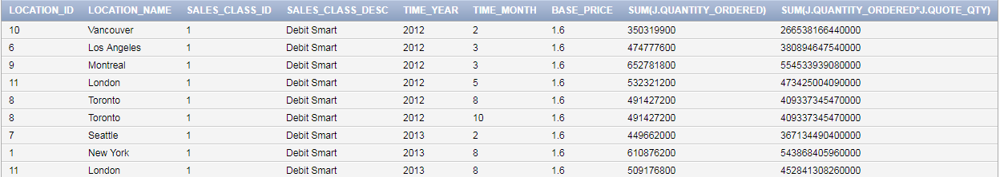 LOCATION_ID LOCATION_NAME SALES_CLASS_ID SALES_CLASS_DESC TIME_YEAR TIME_MONTH BASE_PRICE SUM(J.QUANTITY_ORDERED) SUM(J.QUANTITY_ORDERED*J.QUOTE_QTY)
10 Vancouver 1 Debit Smart 2012 2 1.6 350319900 266538166440000
6 Los Angeles 1 Debit Smart 2012 3 1.6 474777600 380894647540000
9 Montreal 1 Debit Smart 2012 3 1.6 652781800 554533939080000
11 London 1 Debit Smart 2012 5 1.6 532321200 473425004090000
8 Toronto 1 Debit Smart 2012 8 1.6 491427200 409337345470000
8 Toronto 1 Debit Smart 2012 10 1.6 491427200 409337345470000
7 Seattle 1 Debit Smart 2013 2 1.6 449662000 367134490400000
1 New York 1 Debit Smart 2013 8 1.6 610876200 543868405960000
11 London 1 Debit Smart 2013 8 1.6 509176800 452841308260000